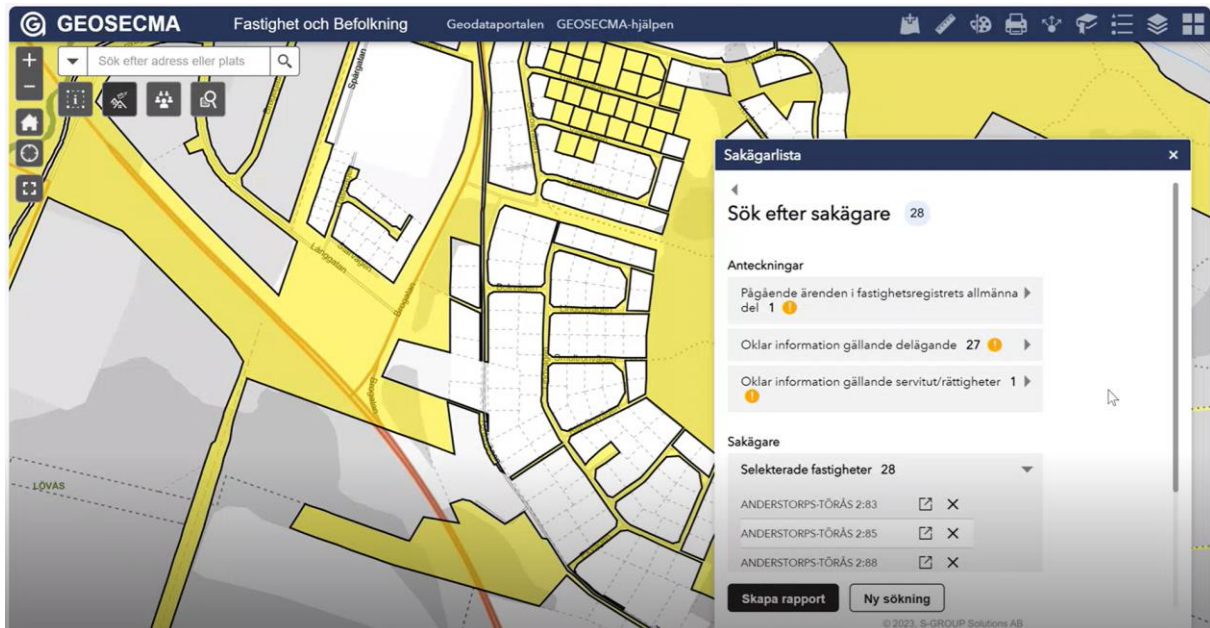 GEOSECMA
Fastighet och Befolkning
Geodataportalen
GEOSECMA-hjälpen
Sök efter adress eller plats
Spårgatan
Långgatan
Brogatan
Brogatan
LÖVÅS
Sakägarlista
Sök efter sakägare 28
Anteckningar
Pågående ärenden i fastighetsregistrets allmänna
del 1
Oklar information gällande delägande 27
Oklar information gällande servitut/rättigheter 1
Sakägare
Selekterade fastigheter 28
ANDERSTORPS-TÖRÅS 2:83
ANDERSTORPS-TÖRÅS 2:85
ANDERSTORPS-TÖRÅS 2:88
Skapa rapport
Ny sökning
© 2023, S-GROUP Solutions AB